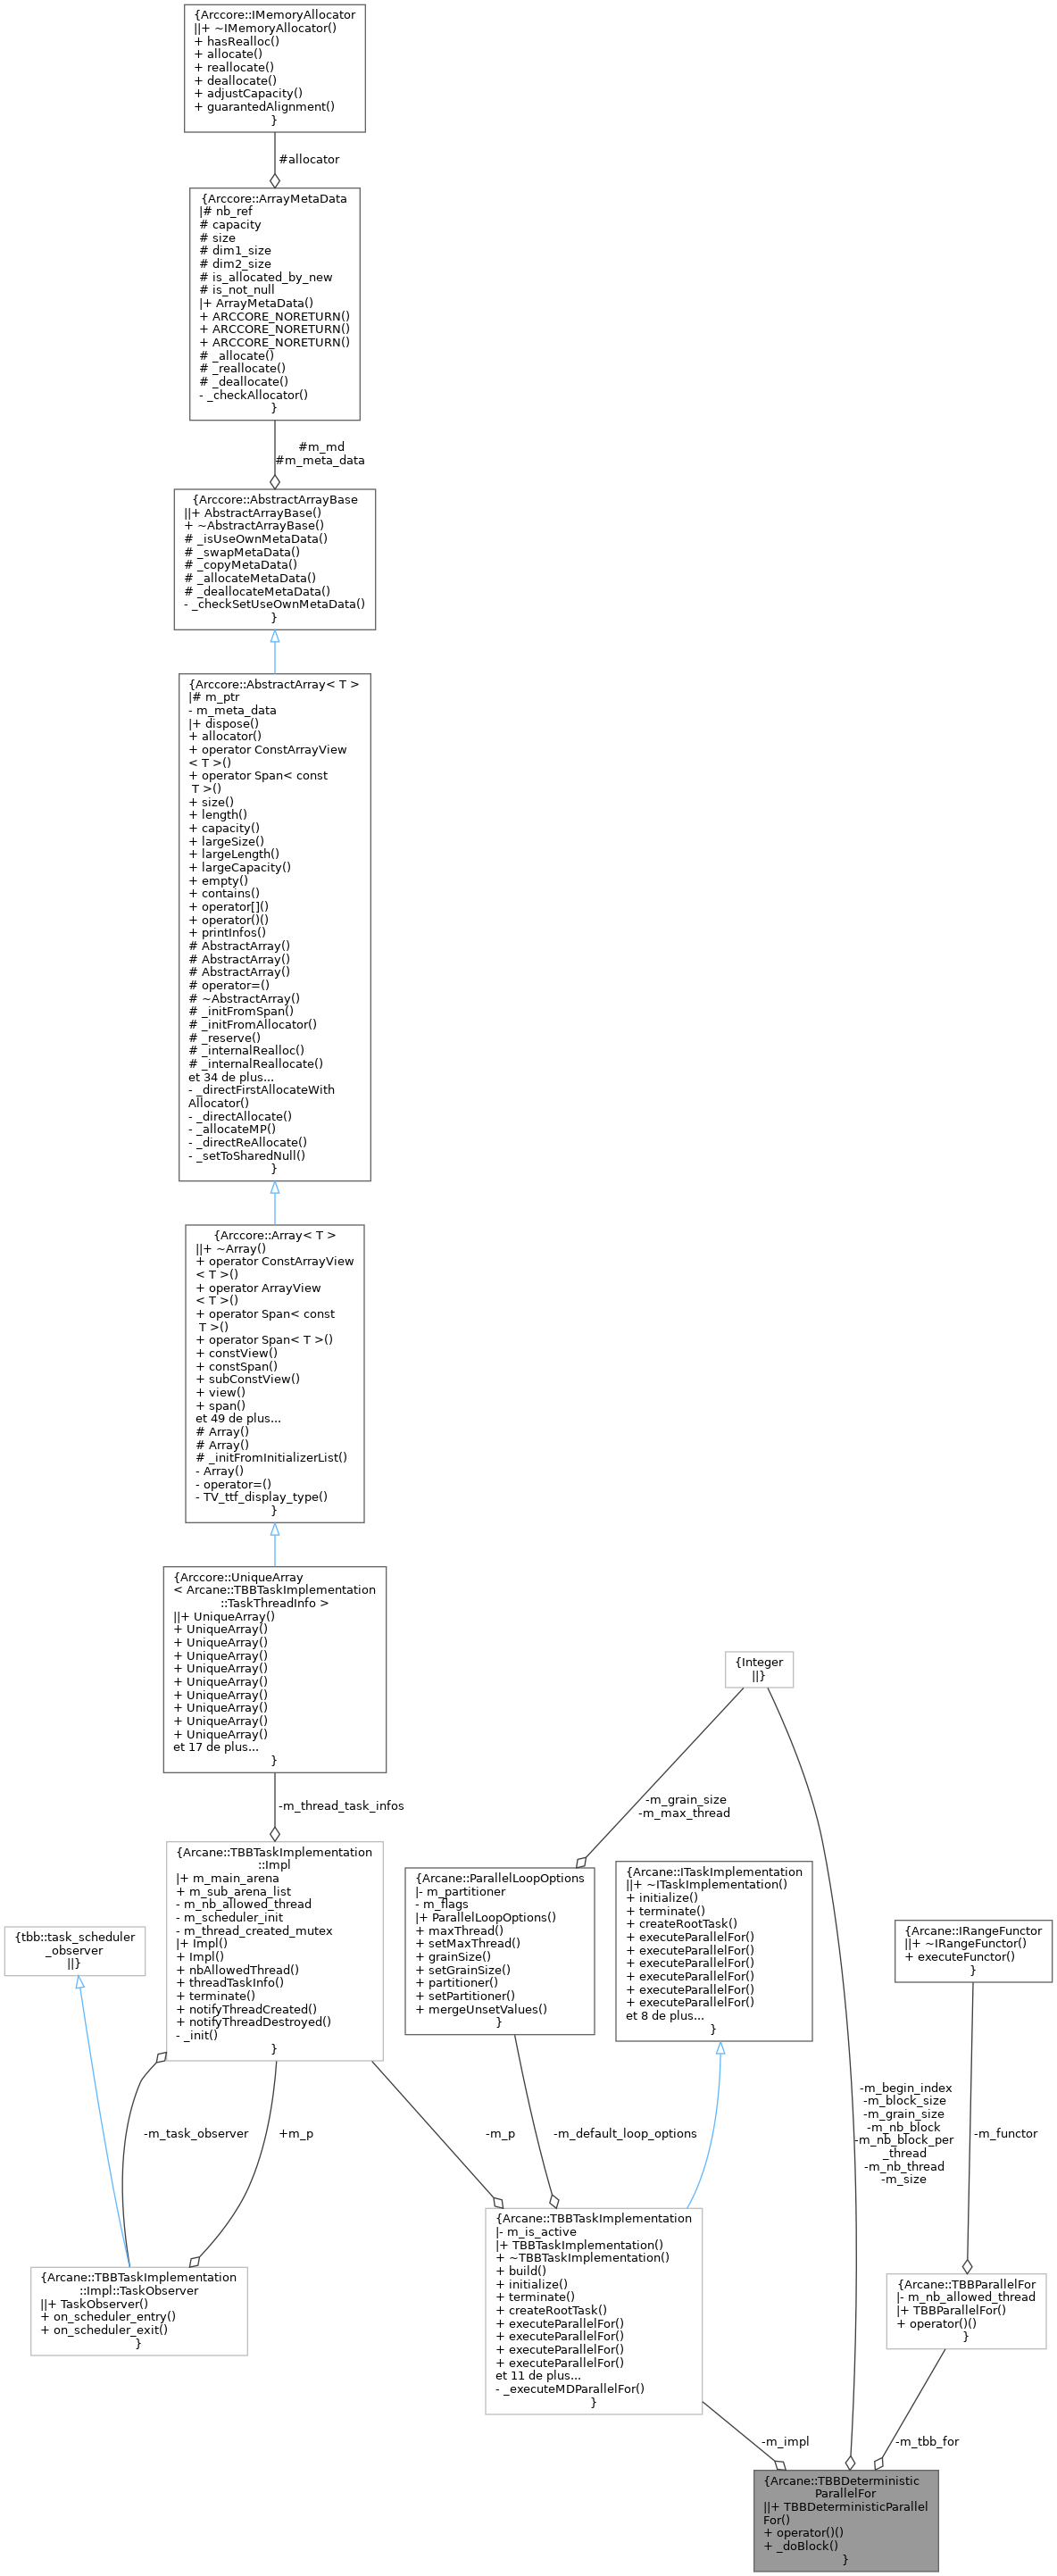 {Arccore::IMemoryAllocator
||+ ~IMemoryAllocator()
+ hasRealloc()
+ allocate()
+ reallocate()
+ deallocate()
+ adjustCapacity()
+ guarantedAlignment()
}
#allocator
{Arccore::ArrayMetaData
|# nb_ref
# capacity
# size
# dim1_size
# dim2_size
# is_allocated_by_new
# is_not_null
|+ ArrayMetaData()
+ ARCCORE_NORETURN()
+ ARCCORE_NORETURN()
+ ARCCORE_NORETURN()
# _allocate()
# _reallocate()
# _deallocate()
- _checkAllocator()
}
#m_md
#m_meta_data
{Arccore::AbstractArrayBase
||+ AbstractArrayBase()
+ ~AbstractArrayBase()
# _isUseOwnMetaData()
# _swapMetaData()
# _copyMetaData()
# _allocateMetaData()
# _deallocateMetaData()
- _checkSetUseOwnMetaData()
}
{Arccore::AbstractArray< T >
|# m_ptr
- m_meta_data
|+ dispose()
+ allocator()
+ operator ConstArrayView
< T >()
+ operator Span< const
T >()
+ size()
+ length()
+ capacity()
+ largeSize()
+ largeLength()
+ largeCapacity()
+ empty()
+ contains()
+ operator[]()
+ operator()()
+ printInfos()
# AbstractArray()
# AbstractArray()
# AbstractArray()
# operator=()
# ~AbstractArray()
# _initFromSpan()
# _initFromAllocator()
# _reserve()
# _internalRealloc()
# _internalReallocate()
et 34 de plus...
- _directFirstAllocateWith
Allocator()
- _directAllocate()
- _allocateMP()
- _directReAllocate()
- _setToSharedNull()
}
{Arccore::Array< T >
||+ ~Array()
+ operator ConstArrayView
< T >()
+ operator ArrayView
< T >()
+ operator Span< const
T >()
+ operator Span< T >()
+ constView()
+ constSpan()
+ subConstView()
+ view()
+ span()
et 49 de plus...
# Array()
# Array()
# _initFromInitializerList()
- Array()
- operator=()
- TV_ttf_display_type()
}
{Arccore::UniqueArray
< Arcane::TBBTaskImplementation
::TaskThreadInfo >
||+ UniqueArray()
+ UniqueArray()
+ UniqueArray()
+ UniqueArray()
+ UniqueArray()
+ UniqueArray()
+ UniqueArray()
+ UniqueArray()
+ UniqueArray()
+ UniqueArray()
et 17 de plus...
}
{Integer
||}
-m_thread_task_infos
-m_grain_size
-m_max_thread
{Arcane::TBBTaskImplementation
::Impl
|+ m_main_arena
+ m_sub_arena_list
- m_nb_allowed_thread
- m_scheduler_init
- m_thread_created_mutex
|+ Impl()
+ Impl()
+ nbAllowedThread()
+ threadTaskInfo()
+ terminate()
+ notifyThreadCreated()
+ notifyThreadDestroyed()
- _init()
}
{Arcane::ParallelLoopOptions
|- m_partitioner
- m_flags
|+ ParallelLoopOptions()
+ maxThread()
+ setMaxThread()
+ grainSize()
+ setGrainSize()
+ partitioner()
+ setPartitioner()
+ mergeUnsetValues()
}
{Arcane::ITaskImplementation
||+ ~ITaskImplementation()
+ initialize()
+ terminate()
+ createRootTask()
+ executeParallelFor()
+ executeParallelFor()
+ executeParallelFor()
+ executeParallelFor()
+ executeParallelFor()
+ executeParallelFor()
et 8 de plus...
}
{tbb::task_scheduler
_observer
||}
{Arcane::IRangeFunctor
||+ ~IRangeFunctor()
+ executeFunctor()
}
-m_task_observer
+m_p
-m_p
-m_default_loop_options
-m_begin_index
-m_block_size
-m_grain_size
-m_nb_block
-m_nb_block_per
_thread
-m_nb_thread
-m_size
-m_functor
{Arcane::TBBTaskImplementation
::Impl::TaskObserver
||+ TaskObserver()
+ on_scheduler_entry()
+ on_scheduler_exit()
}
{Arcane::TBBTaskImplementation
|- m_is_active
|+ TBBTaskImplementation()
+ ~TBBTaskImplementation()
+ build()
+ initialize()
+ terminate()
+ createRootTask()
+ executeParallelFor()
+ executeParallelFor()
+ executeParallelFor()
+ executeParallelFor()
et 11 de plus...
- _executeMDParallelFor()
}
{Arcane::TBBParallelFor
|- m_nb_allowed_thread
|+ TBBParallelFor()
+ operator()()
}
-m_impl
-m_tbb_for
{Arcane::TBBDeterministic
ParallelFor
||+ TBBDeterministicParallel
For()
+ operator()()
+ _doBlock()
}